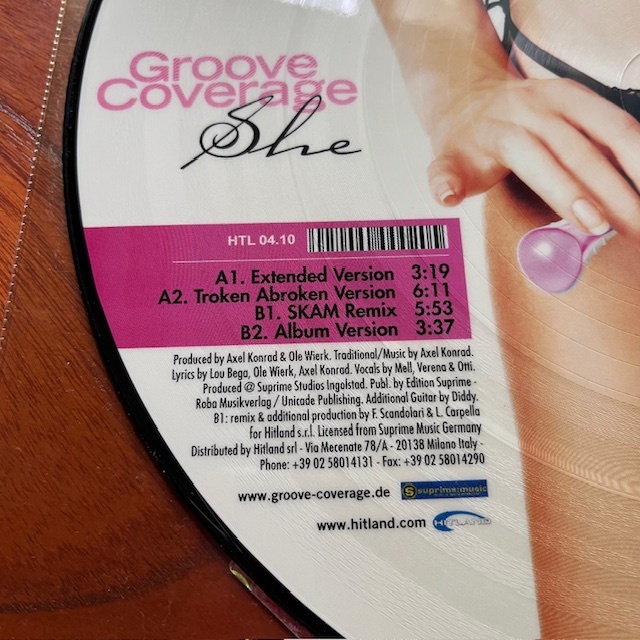 Groove
Coverage
She
HTL 04.10
A1. Extended Version 3:19
A2. Troken Abroken Version 6:11
B1. SKAM Remix 5:53
B2. Album Version 3:37
Produced by Axel Konrad & Ole Wierk. Traditional/Music by Axel Konrad.
Lyrics by Lou Bega, Ole Wierk, Axel Konrad. Vocals by Mell, Verena & Otti.
Produced @ Suprime Studios Ingolstad. Publ. by Edition Suprime -
Roba Musikverlag / Unicade Publishing. Additional Guitar by Diddy.
B1: remix & additional production by F. Scandolari & L. Carpella
for Hitland s.r.l. Licensed from Suprime Music Germany
Distributed by Hitland srl - Via Mecenate 78/A - 20138 Milano Italy -
Phone: +39 02 58014131 - Fax: +39 02 58014290
www.groove-coverage.de suprime:music
www.hitland.com HITLAND